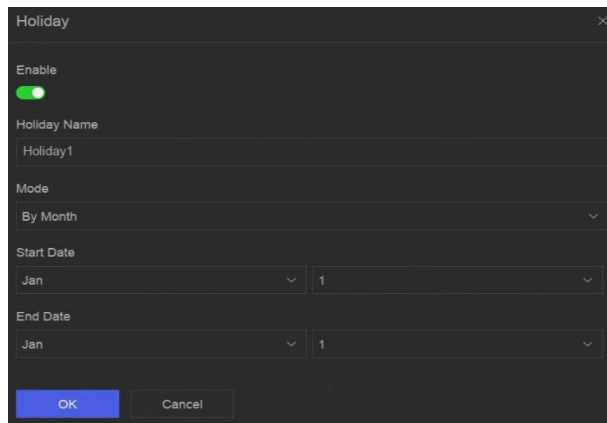 Holiday
Enable
Holiday Name
Holiday1
Mode
By Month
Start Date
Jan 1
End Date
Jan 1
OK Cancel